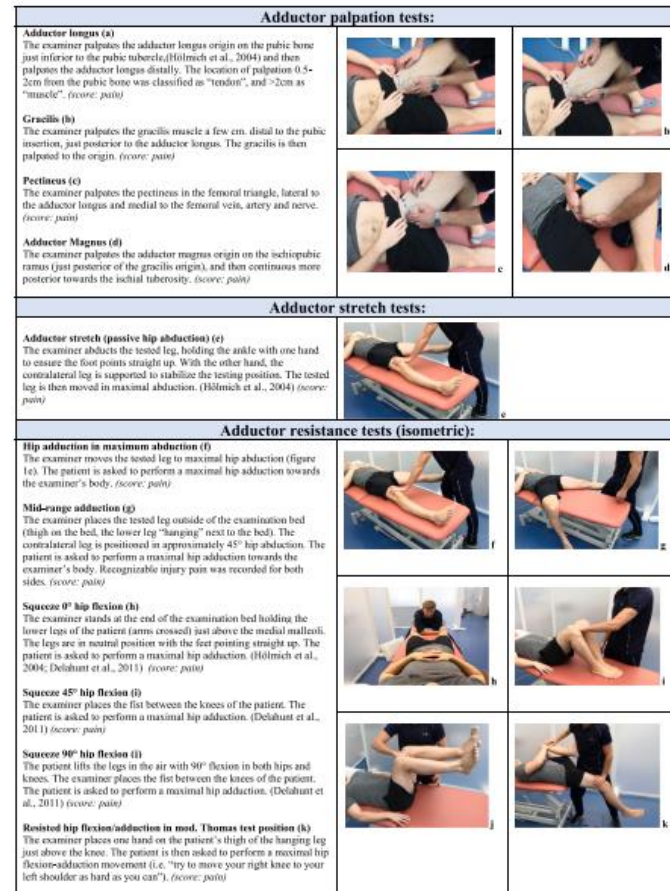 Adductor palpation tests:
Adductor longus (a)
The examiner palpates the adductor longus origin on the pubic bone
just inferior to the pubic tubercle,(Hölmich et al., 2004) and then
palpates the adductor longus distally. The location of palpation 0.5-
2cm from the pubic bone was classified as “tendon”, and >2cm as
“muscle”. (score: pain)
Gracilis (b)
The examiner palpates the gracilis muscle a few cm. distal to the pubic
insertion, just posterior to the adductor longus. The gracilis is then
palpated to the origin. (score: pain)
Pectineus (c)
The examiner palpates the pectineus in the femoral triangle, lateral to
the adductor longus and medial to the femoral vein, artery and nerve.
(score: pain)
Adductor Magnus (d)
The examiner palpates the adductor magnus origin on the ischiopubic
ramus (just posterior of the gracilis origin), and then continuous more
posterior towards the ischial tuberosity. (score: pain)
a
b
c
d
Adductor stretch tests:
Adductor stretch (passive hip abduction) (e)
The examiner abducts the tested leg, holding the ankle with one hand
to ensure the foot points straight up. With the other hand, the
contralateral leg is supported to stabilize the testing position. The tested
leg is then moved in maximal abduction. (Hölmich et al., 2004) (score:
pain)
e
Adductor resistance tests (isometric):
Hip adduction in maximum abduction (f)
The examiner moves the tested leg to maximal hip abduction (figure
1e). The patient is asked to perform a maximal hip adduction towards
the examiner’s body. (score: pain)
Mid-range adduction (g)
The examiner places the tested leg outside of the examination bed
(thigh on the bed, the lower leg “hanging” next to the bed). The
contralateral leg is positioned in approximately 45° hip abduction. The
patient is asked to perform a maximal hip adduction towards the
examiner’s body. Recognizable injury pain was recorded for both
sides. (score: pain)
Squeeze 0° hip flexion (h)
The examiner stands at the end of the examination bed holding the
lower legs of the patient (arms crossed) just above the medial malleoli.
The legs are in neutral position with the feet pointing straight up. The
patient is asked to perform a maximal hip adduction. (Hölmich et al.,
2004; Delahunt et al., 2011) (score: pain)
Squeeze 45° hip flexion (i)
The examiner places the fist between the knees of the patient. The
patient is asked to perform a maximal hip adduction. (Delahunt et al.,
2011) (score: pain)
Squeeze 90° hip flexion (j)
The patient lifts the legs in the air with 90° flexion in both hips and
knees. The examiner places the fist between the knees of the patient.
The patient is asked to perform a maximal hip adduction. (Delahunt et
al., 2011) (score: pain)
Resisted hip flexion/adduction in mod. Thomas test position (k)
The examiner places one hand on the patient’s thigh of the hanging leg
just above the knee. The patient is then asked to perform a maximal hip
flexion-adduction movement (i.e. “try to move your right knee to your
left shoulder as hard as you can”). (score: pain)
f
g
h
i
j
k